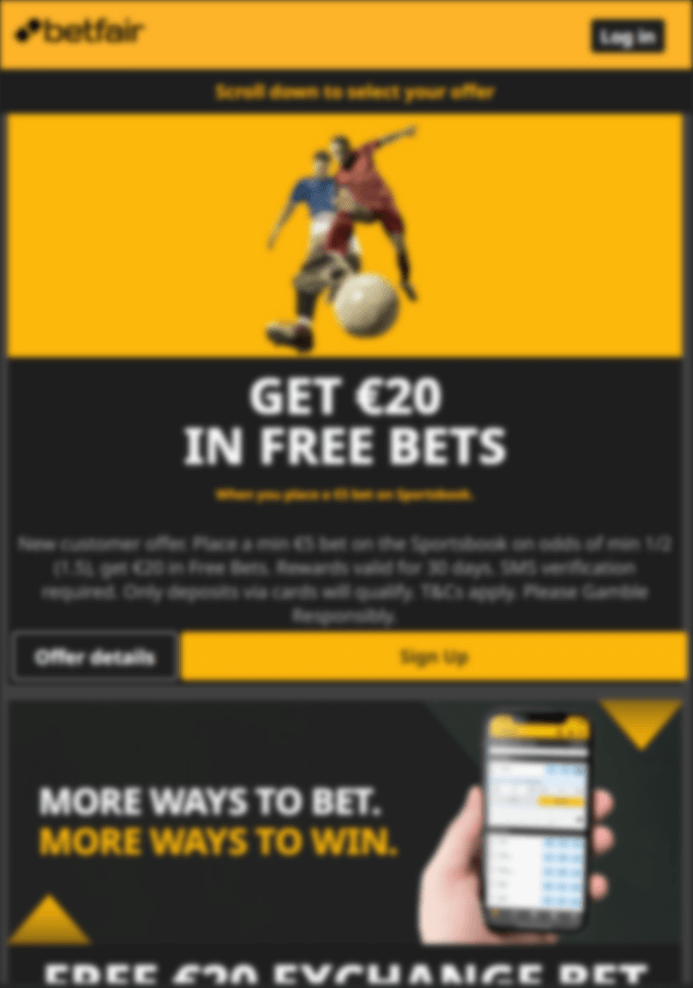 betfair
Log in
Scroll down to select your offer
GET €20
IN FREE BETS
When you place a €5 bet on Sportsbook.
New customer offer. Place a min €5 bet on the Sportsbook on odds of min 1/2
(1.5), get €20 in Free Bets. Rewards valid for 30 days. SMS verification
required. Only deposits via cards will qualify. T&Cs apply. Please Gamble
Responsibly.
Offer details
Sign Up
MORE WAYS TO BET.
MORE WAYS TO WIN.
FREE €20 EXCHANGE BET